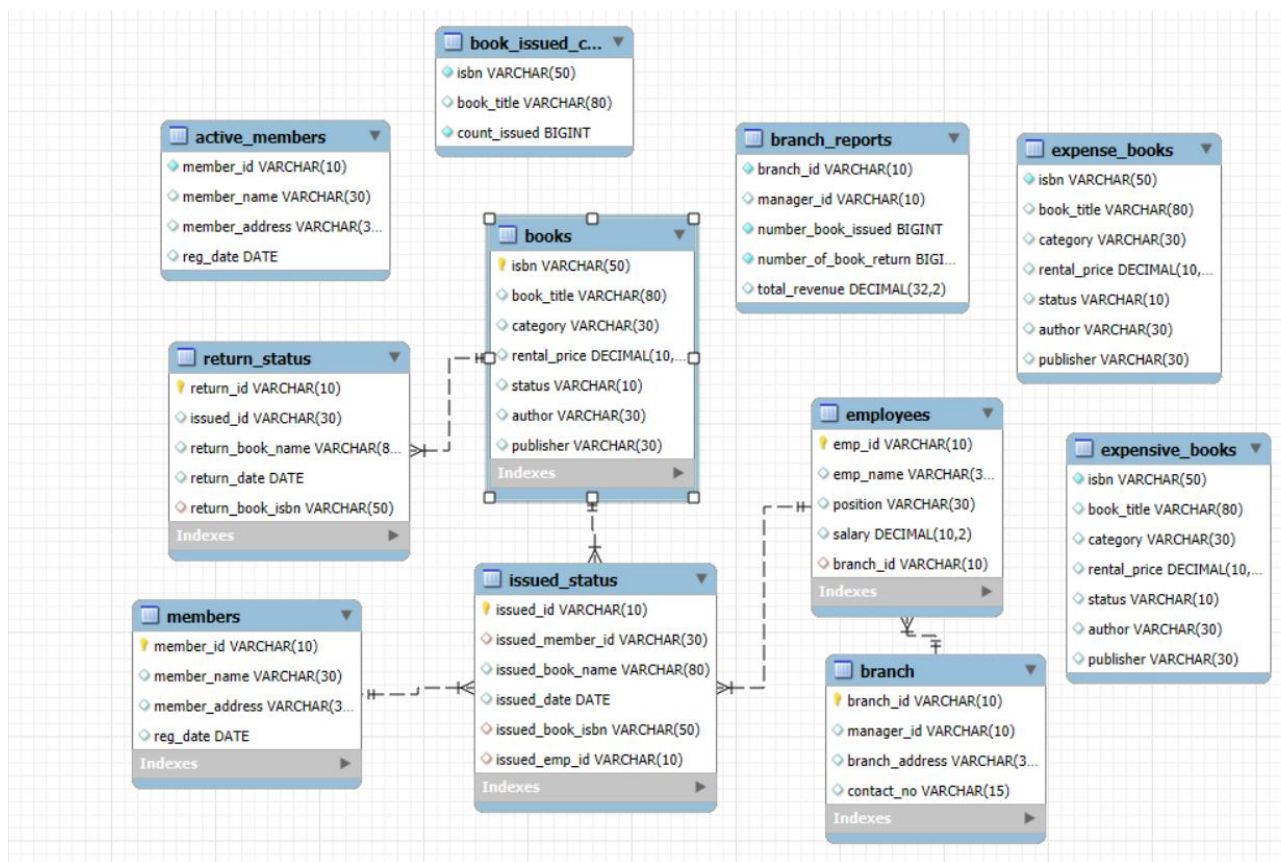 book_issued_c...
isbn VARCHAR(50)
book_title VARCHAR(80)
count_issued BIGINT
active_members
member_id VARCHAR(10)
member_name VARCHAR(30)
member_address VARCHAR(3...
reg_date DATE
branch_reports
branch_id VARCHAR(10)
manager_id VARCHAR(10)
number_book_issued BIGINT
number_of_book_return BIGI...
total_revenue DECIMAL(32,2)
expense_books
isbn VARCHAR(50)
book_title VARCHAR(80)
category VARCHAR(30)
rental_price DECIMAL(10,...
status VARCHAR(10)
author VARCHAR(30)
publisher VARCHAR(30)
books
isbn VARCHAR(50)
book_title VARCHAR(80)
category VARCHAR(30)
rental_price DECIMAL(10,...
status VARCHAR(10)
author VARCHAR(30)
publisher VARCHAR(30)
Indexes
return_status
return_id VARCHAR(10)
issued_id VARCHAR(30)
return_book_name VARCHAR(8...
return_date DATE
return_book_isbn VARCHAR(50)
Indexes
employees
emp_id VARCHAR(10)
emp_name VARCHAR(3...
position VARCHAR(30)
salary DECIMAL(10,2)
branch_id VARCHAR(10)
Indexes
expensive_books
isbn VARCHAR(50)
book_title VARCHAR(80)
category VARCHAR(30)
rental_price DECIMAL(10,...
status VARCHAR(10)
author VARCHAR(30)
publisher VARCHAR(30)
issued_status
issued_id VARCHAR(10)
issued_member_id VARCHAR(30)
issued_book_name VARCHAR(80)
issued_date DATE
issued_book_isbn VARCHAR(50)
issued_emp_id VARCHAR(10)
Indexes
members
member_id VARCHAR(10)
member_name VARCHAR(30)
member_address VARCHAR(3...
reg_date DATE
Indexes
branch
branch_id VARCHAR(10)
manager_id VARCHAR(10)
branch_address VARCHAR(3...
contact_no VARCHAR(15)
Indexes